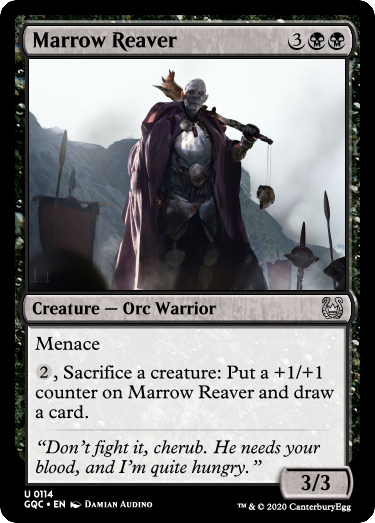 Marrow Reaver 3
Creature — Orc Warrior
Menace
2, Sacrifice a creature: Put a +1/+1
counter on Marrow Reaver and draw
a card.
“Don’t fight it, cherub. He needs your
blood, and I’m quite hungry.”
3/3
U 0114
GQC • EN DAMIAN AUDINO
™ & © 2020 CanterburyEgg